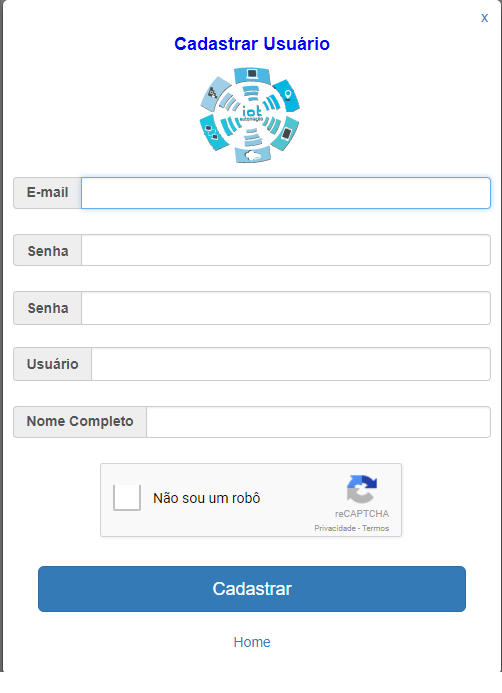 x
Cadastrar Usuário
iot
automação
E-mail
Senha
Senha
Usuário
Nome Completo
Não sou um robô
reCAPTCHA
Privacidade - Termos
Cadastrar
Home